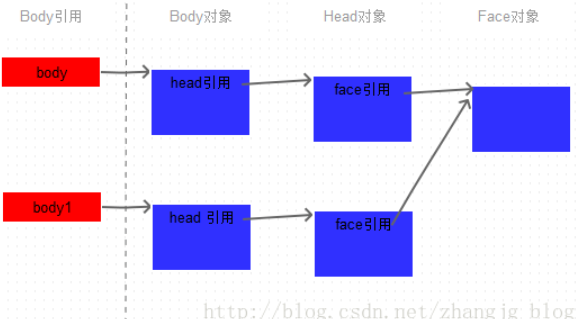 Body引用 Body对象 Head对象 Face对象
body head引用 face引用
body1 head 引用 face引用
http://blog.csdn.net/zhangjg_blog